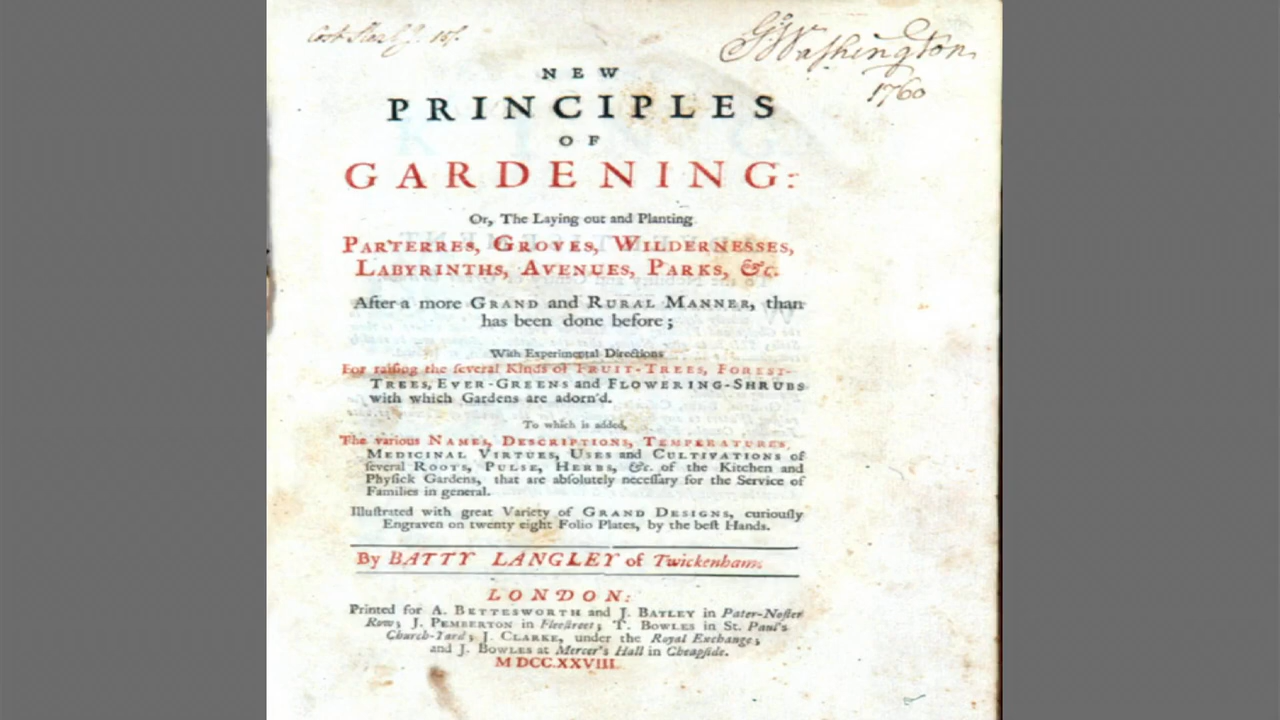 G:Washington
1760
NEW
PRINCIPLES
OF
GARDENING:
Or, The Laying out and Planting
PARTERRES, GROVES, WILDERNESSES,
LABYRINTHS, AVENUES, PARKS, &c.
After a more GRAND and RURAL MANNER, than
has been done before;
With Experimental Directions
For raiſing the ſeveral Kinds of FRUIT-TREES, FOREST-
TREES, EVER-GREENS and FLOWERING-SHRUBS
with which Gardens are adorn'd.
To which is added,
The various NAMES, DESCRIPTIONS, TEMPERATURES,
MEDICINAL VIRTUES, USES and CULTIVATIONS of
ſeveral ROOTS, PULSE, HERBS, &c. of the Kitchen and
Phyſick Gardens, that are abſolutely neceſſary for the Service of
Families in general.
Illuſtrated with great Variety of GRAND DESIGNS, curiouſly
Engraven on twenty eight Folio Plates, by the beſt Hands.
By BATTY LANGLEY of Twickenham.
LONDON:
Printed for A. BETTESWORTH and J. BATLEY in Pater-Noſter
Row; J. PEMBERTON in Fleetſtreet; T. BOWLES in St. Paul's
Church-Yard; J. CLARKE, under the Royal Exchange;
and J. BOWLES at Mercer's Hall in Cheapſide.
M DCC.XXVIII.